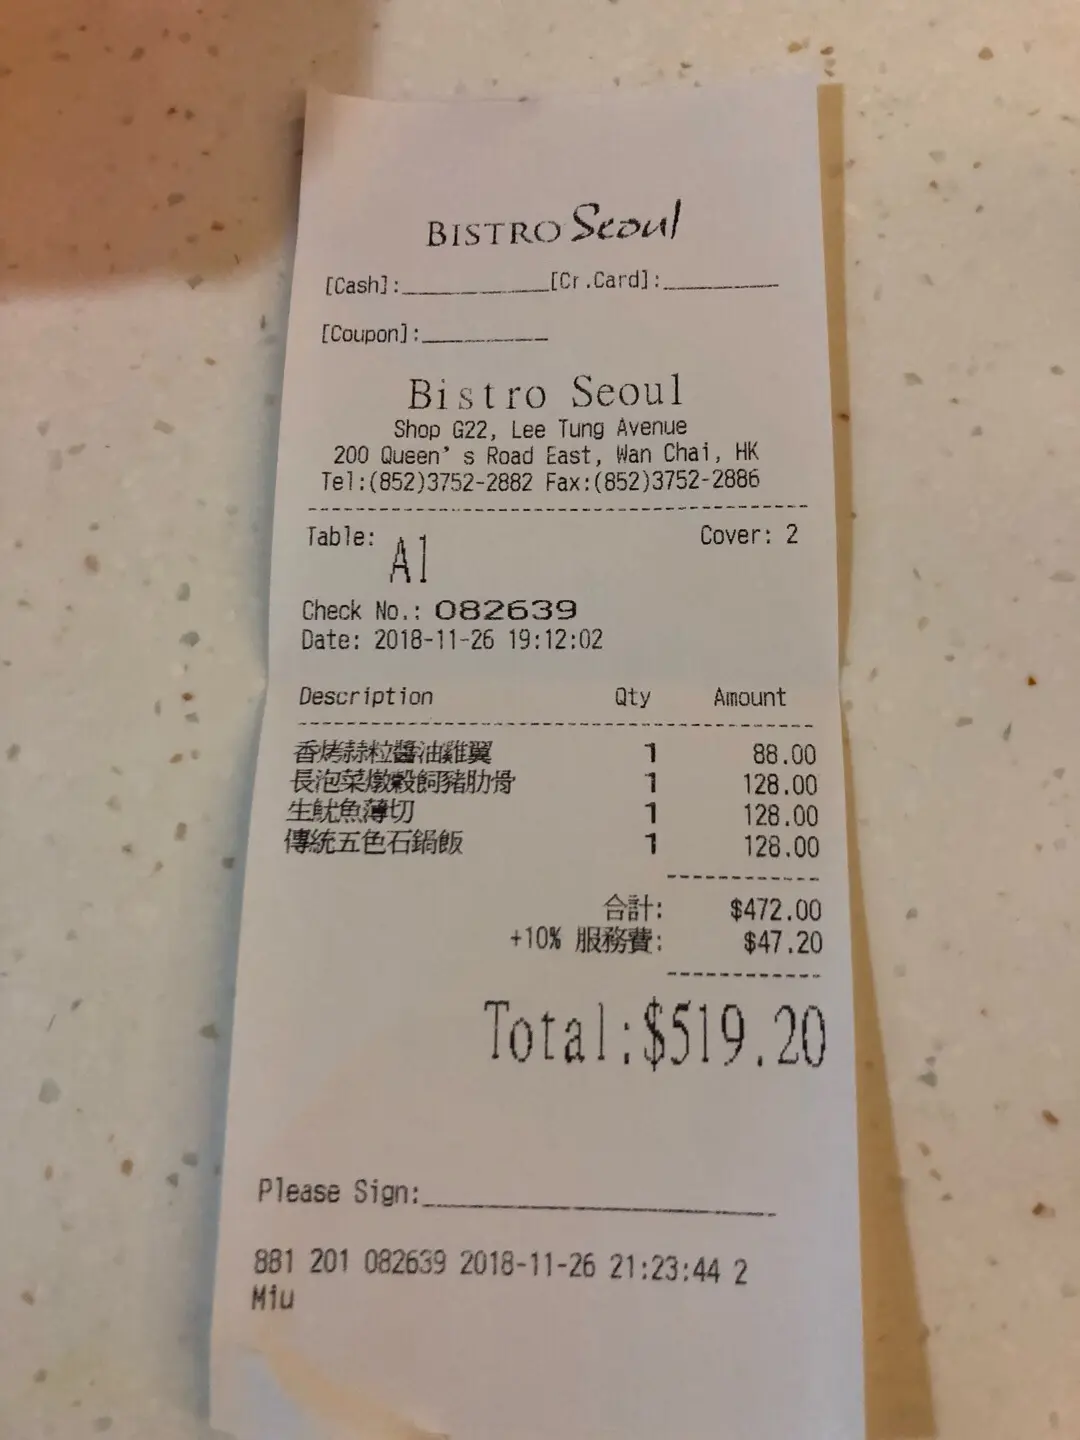 BISTRO Seoul
[Cash]:__________[Cr.Card]:________
[Coupon]:_________
Bistro Seoul
Shop G22, Lee Tung Avenue
200 Queen's Road East, Wan Chai, HK
Tel:(852)3752-2882 Fax:(852)3752-2886
Table: A1 Cover: 2
Check No.: 082639
Date: 2018-11-26 19:12:02
Description Qty Amount
香烤蒜粒醬油雞翼 1 88.00
長泡菜燉穀飼豬肋骨 1 128.00
生魷魚薄切 1 128.00
傳統五色石鍋飯 1 128.00
合計: $472.00
+10% 服務費: $47.20
Total:$519.20
Please Sign:____________________
881 201 082639 2018-11-26 21:23:44 2
Miu